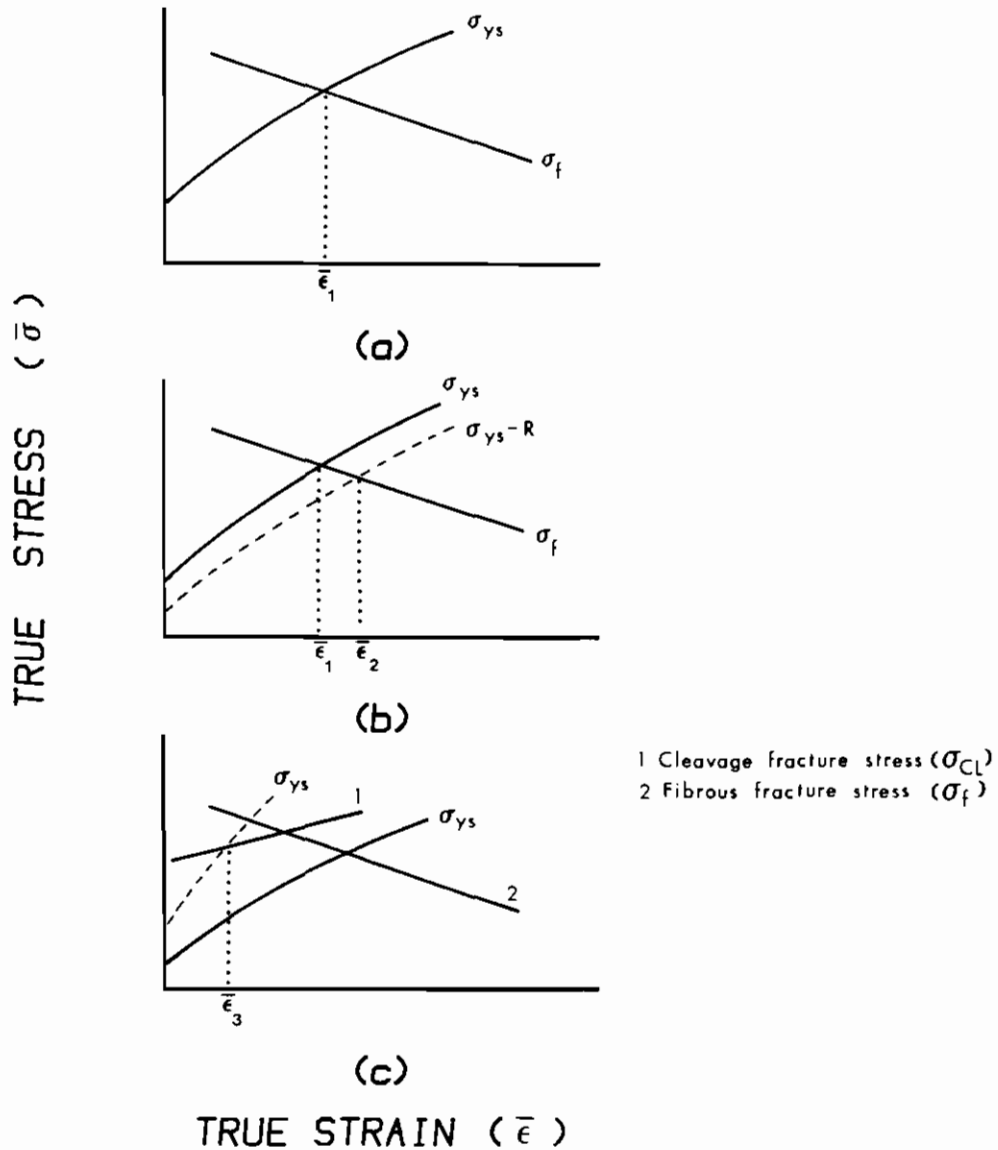 TRUE STRESS (σ̄)
σys
σf
ε̄1
(a)
σys
σys-R
σf
ε̄1 ε̄2
(b)
σys
1
σys
2
ε̄3
1 Cleavage fracture stress (σCL)
2 Fibrous fracture stress (σf)
(c)
TRUE STRAIN (ε̄)